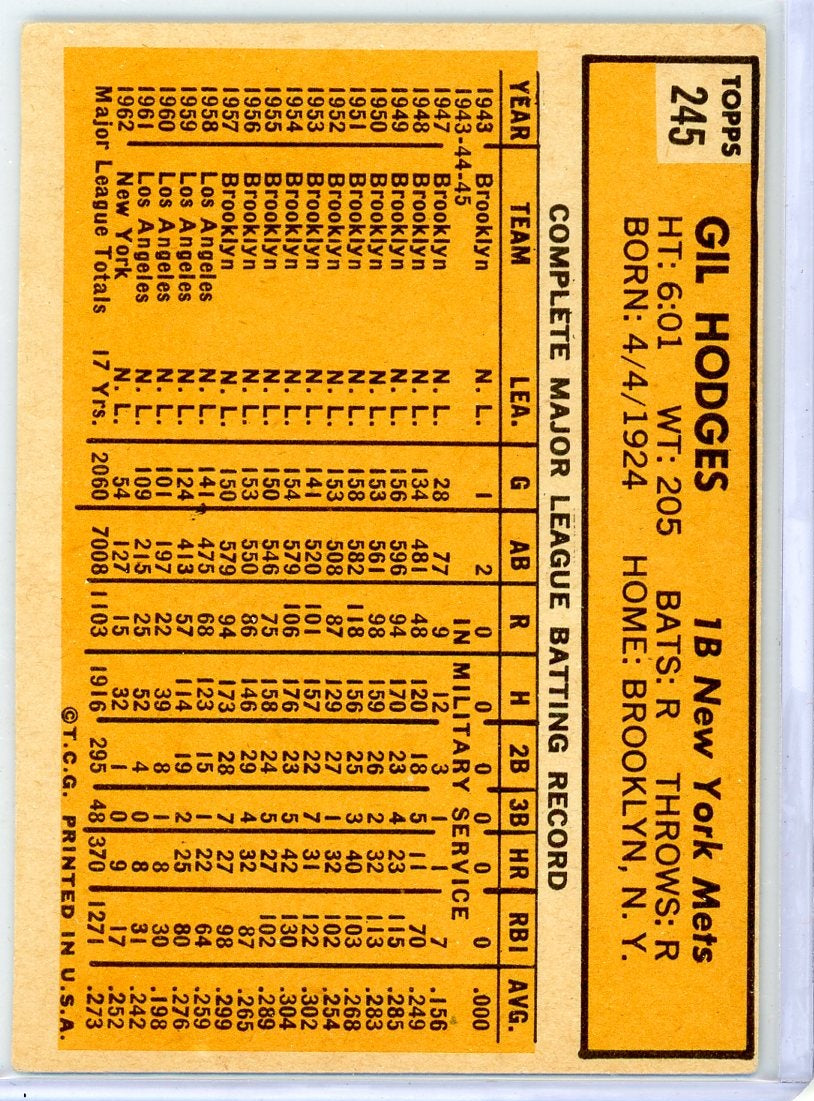 TOPPS
245
GIL HODGES 1B New York Mets
HT: 6:01 WT: 205 BATS: R THROWS: R
BORN: 4/4/1924 HOME: BROOKLYN, N. Y.
COMPLETE MAJOR LEAGUE BATTING RECORD
YEAR TEAM LEA. G AB R H 2B 3B HR RBI AVG.
1943 Brooklyn N. L. 1 2 0 0 0 0 0 0 .000
1943-44-45 IN MILITARY SERVICE
1947 Brooklyn N. L. 28 77 9 12 3 1 1 7 .156
1948 Brooklyn N. L. 134 481 48 120 18 5 11 70 .249
1949 Brooklyn N. L. 156 596 94 170 23 4 23 115 .285
1950 Brooklyn N. L. 153 561 98 159 26 2 32 113 .283
1951 Brooklyn N. L. 158 582 118 156 25 3 40 103 .268
1952 Brooklyn N. L. 153 508 87 129 27 1 32 102 .254
1953 Brooklyn N. L. 141 520 101 157 22 7 31 122 .302
1954 Brooklyn N. L. 154 579 106 176 23 5 42 130 .304
1955 Brooklyn N. L. 150 546 75 158 24 5 27 102 .289
1956 Brooklyn N. L. 153 550 86 146 29 4 32 87 .265
1957 Brooklyn N. L. 150 579 94 173 28 7 27 98 .299
1958 Los Angeles N. L. 141 475 68 123 15 1 22 64 .259
1959 Los Angeles N. L. 124 413 57 114 19 2 25 80 .276
1960 Los Angeles N. L. 101 197 22 39 8 1 8 30 .198
1961 Los Angeles N. L. 109 215 25 52 4 0 8 31 .242
1962 New York N. L. 54 127 15 32 1 0 9 17 .252
Major League Totals 17 Yrs. 2060 7008 1103 1916 295 48 370 1271 .273
©T.C.G. PRINTED IN U.S.A.